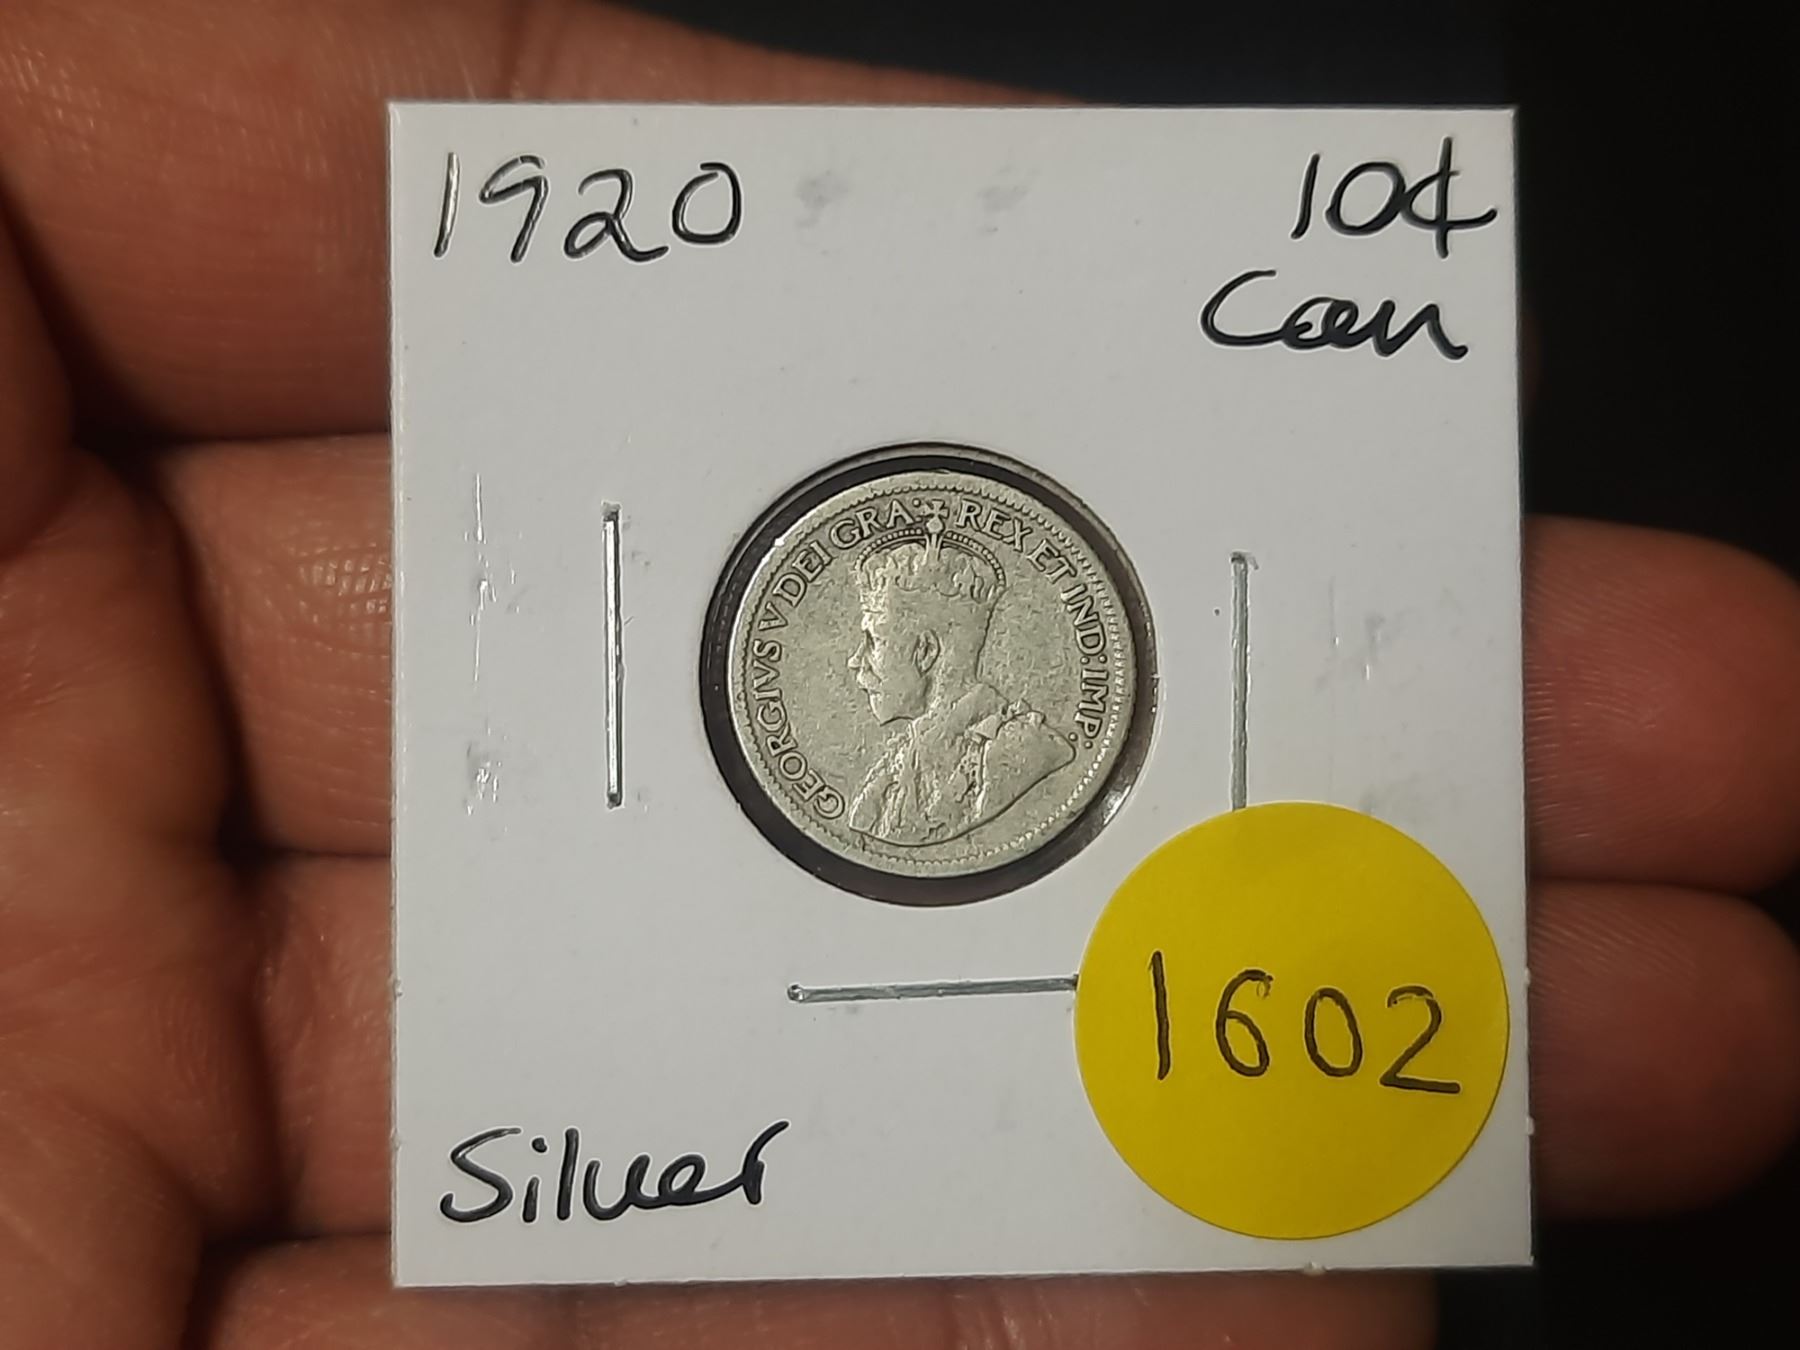 1920
10¢
Can
GEORGIVS V DEI GRA: REX ET IND: IMP:
1602
Silver